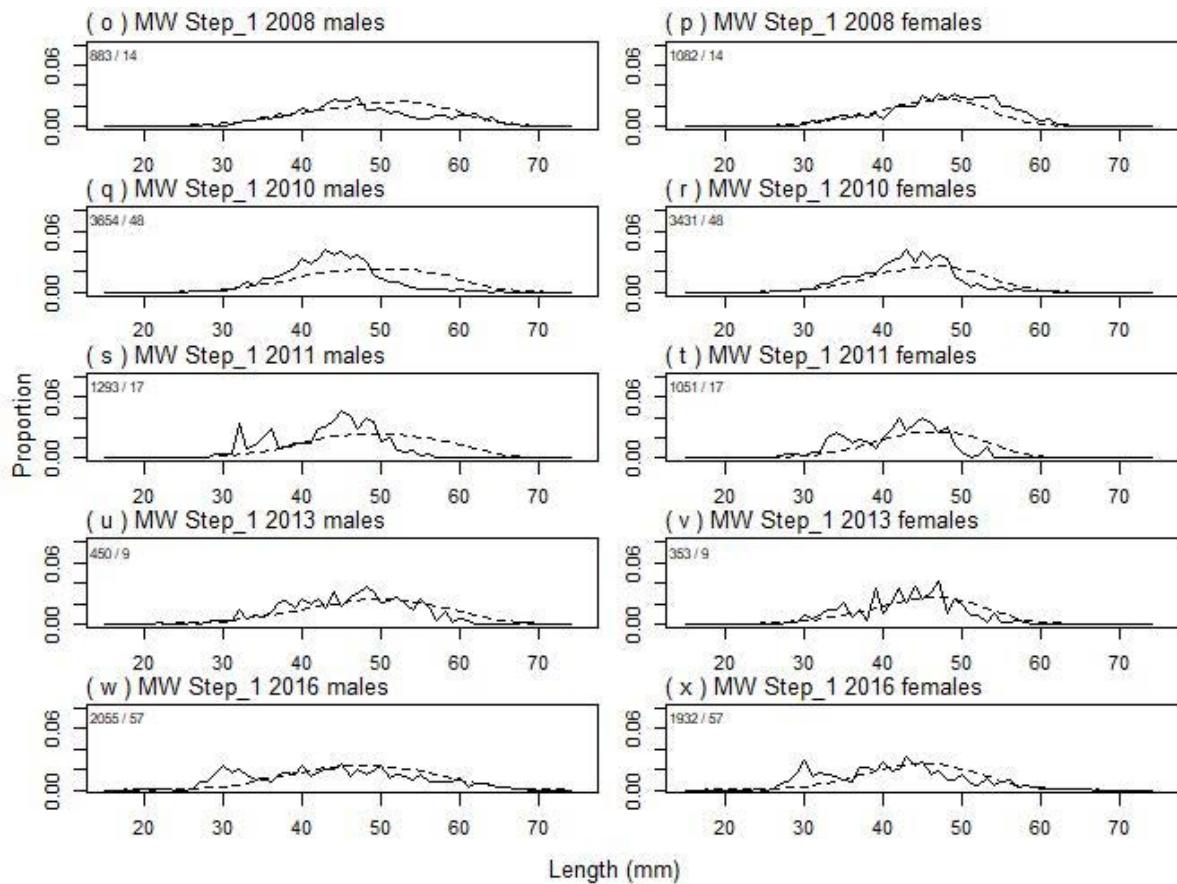 ( o ) MW Step_1 2008 males
0.06
0.00
883 / 14
20 30 40 50 60 70
( p ) MW Step_1 2008 females
0.06
0.00
1082 / 14
20 30 40 50 60 70
( q ) MW Step_1 2010 males
0.06
0.00
3654 / 48
20 30 40 50 60 70
( r ) MW Step_1 2010 females
0.06
0.00
3431 / 48
20 30 40 50 60 70
( s ) MW Step_1 2011 males
0.06
0.00
1293 / 17
20 30 40 50 60 70
( t ) MW Step_1 2011 females
0.06
0.00
1051 / 17
20 30 40 50 60 70
( u ) MW Step_1 2013 males
0.06
0.00
450 / 9
20 30 40 50 60 70
( v ) MW Step_1 2013 females
0.06
0.00
353 / 9
20 30 40 50 60 70
( w ) MW Step_1 2016 males
0.06
0.00
2055 / 57
20 30 40 50 60 70
( x ) MW Step_1 2016 females
0.06
0.00
1932 / 57
20 30 40 50 60 70
Proportion
Length (mm)